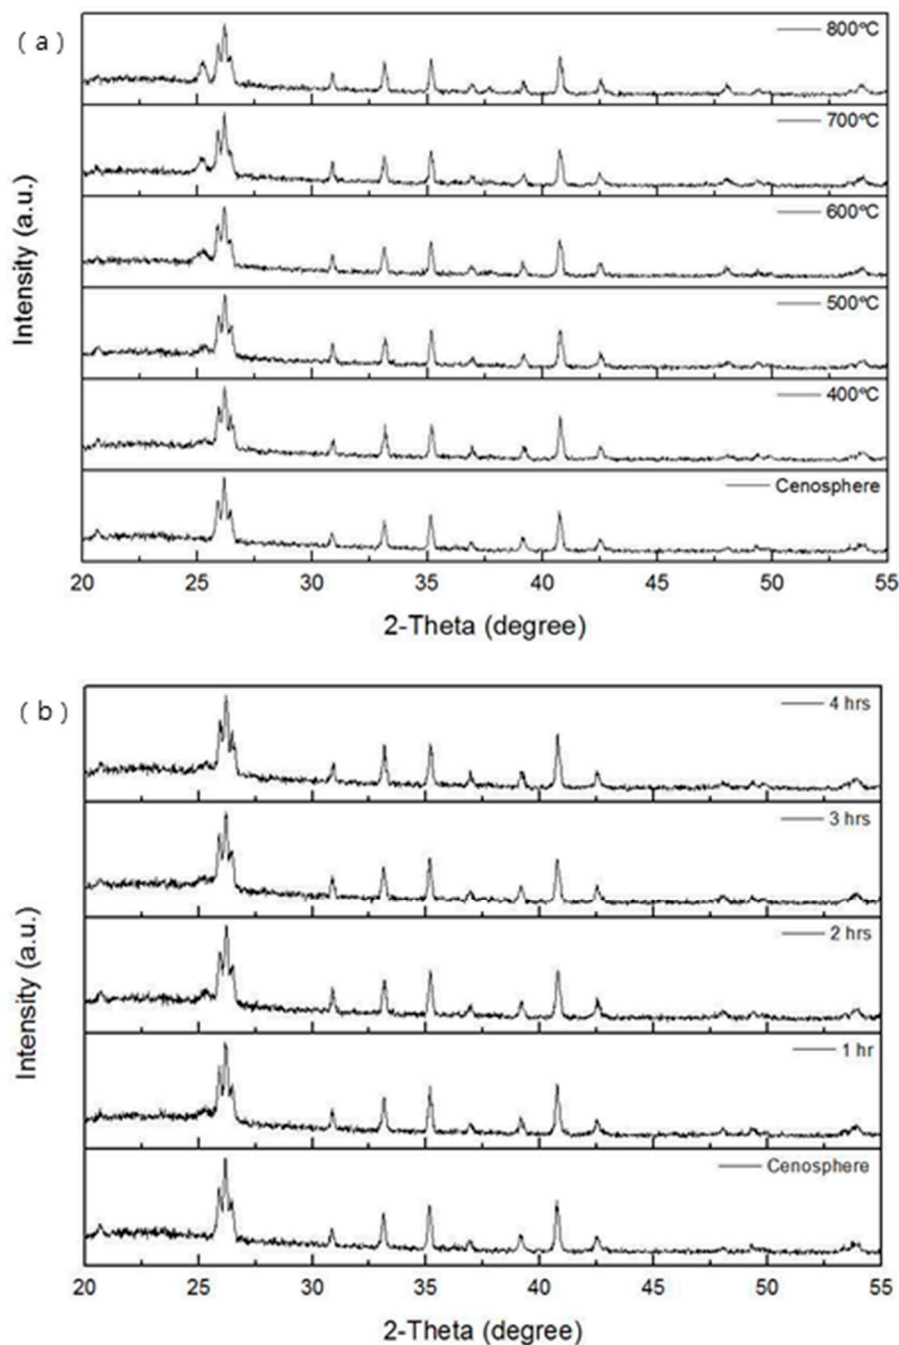 ( a )
800°C
700°C
600°C
500°C
400°C
Cenosphere
Intensity (a.u.)
20 25 30 35 40 45 50 55
2-Theta (degree)
( b )
4 hrs
3 hrs
2 hrs
1 hr
Cenosphere
Intensity (a.u.)
20 25 30 35 40 45 50 55
2-Theta (degree)